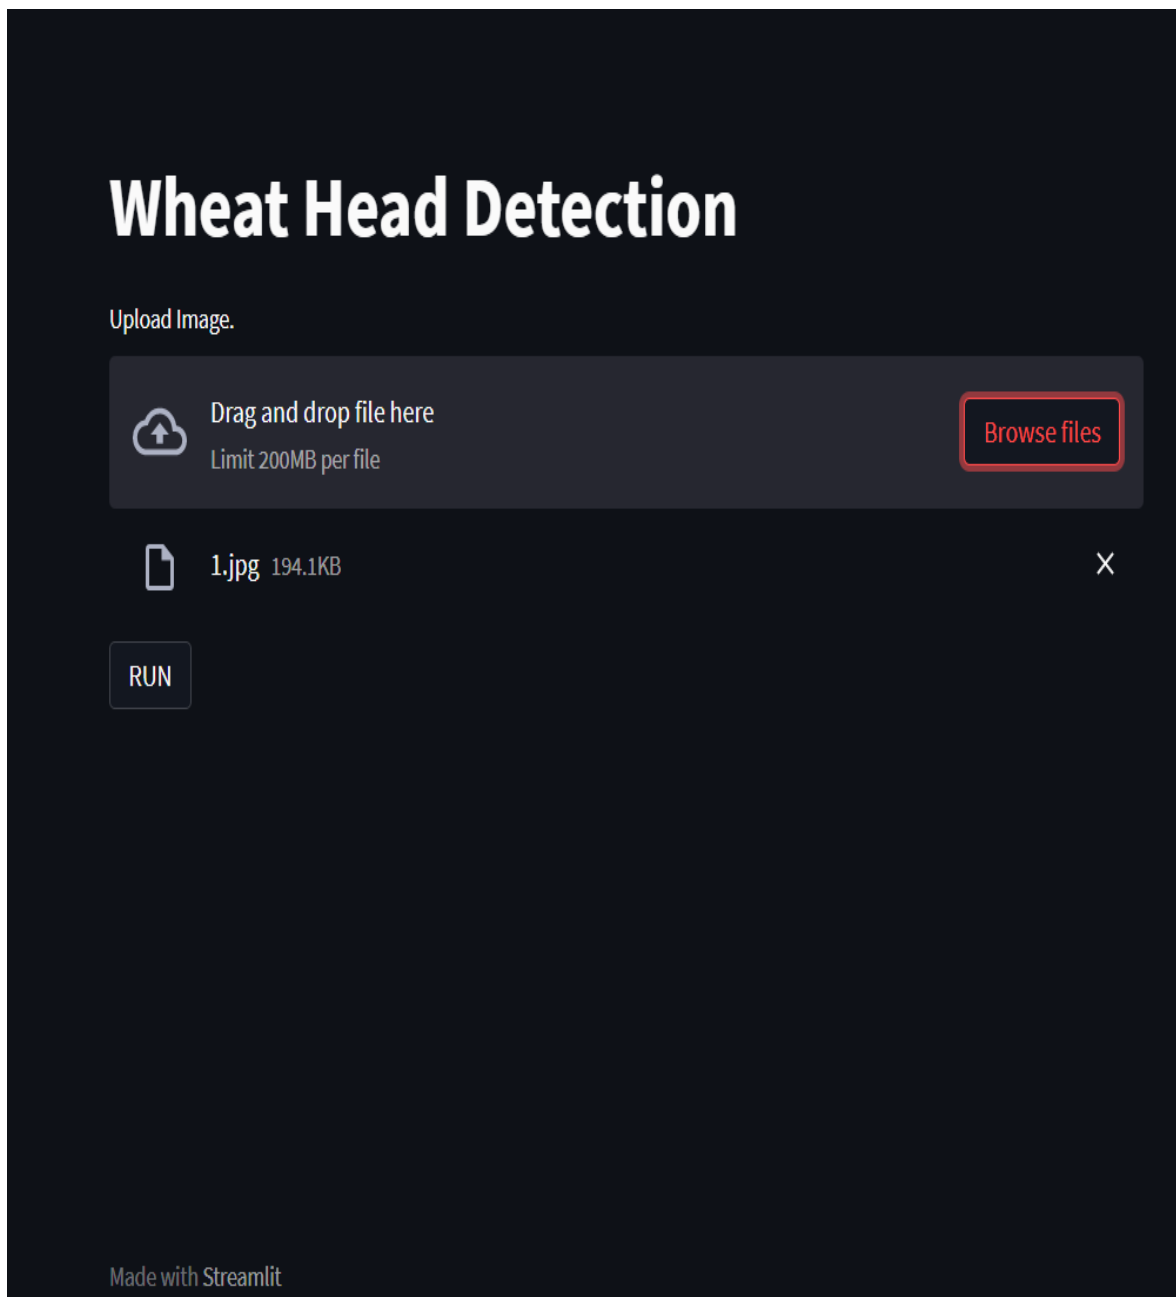 Wheat Head Detection
Upload Image.
Drag and drop file here
Limit 200MB per file
Browse files
1.jpg 194.1KB
X
RUN
Made with Streamlit